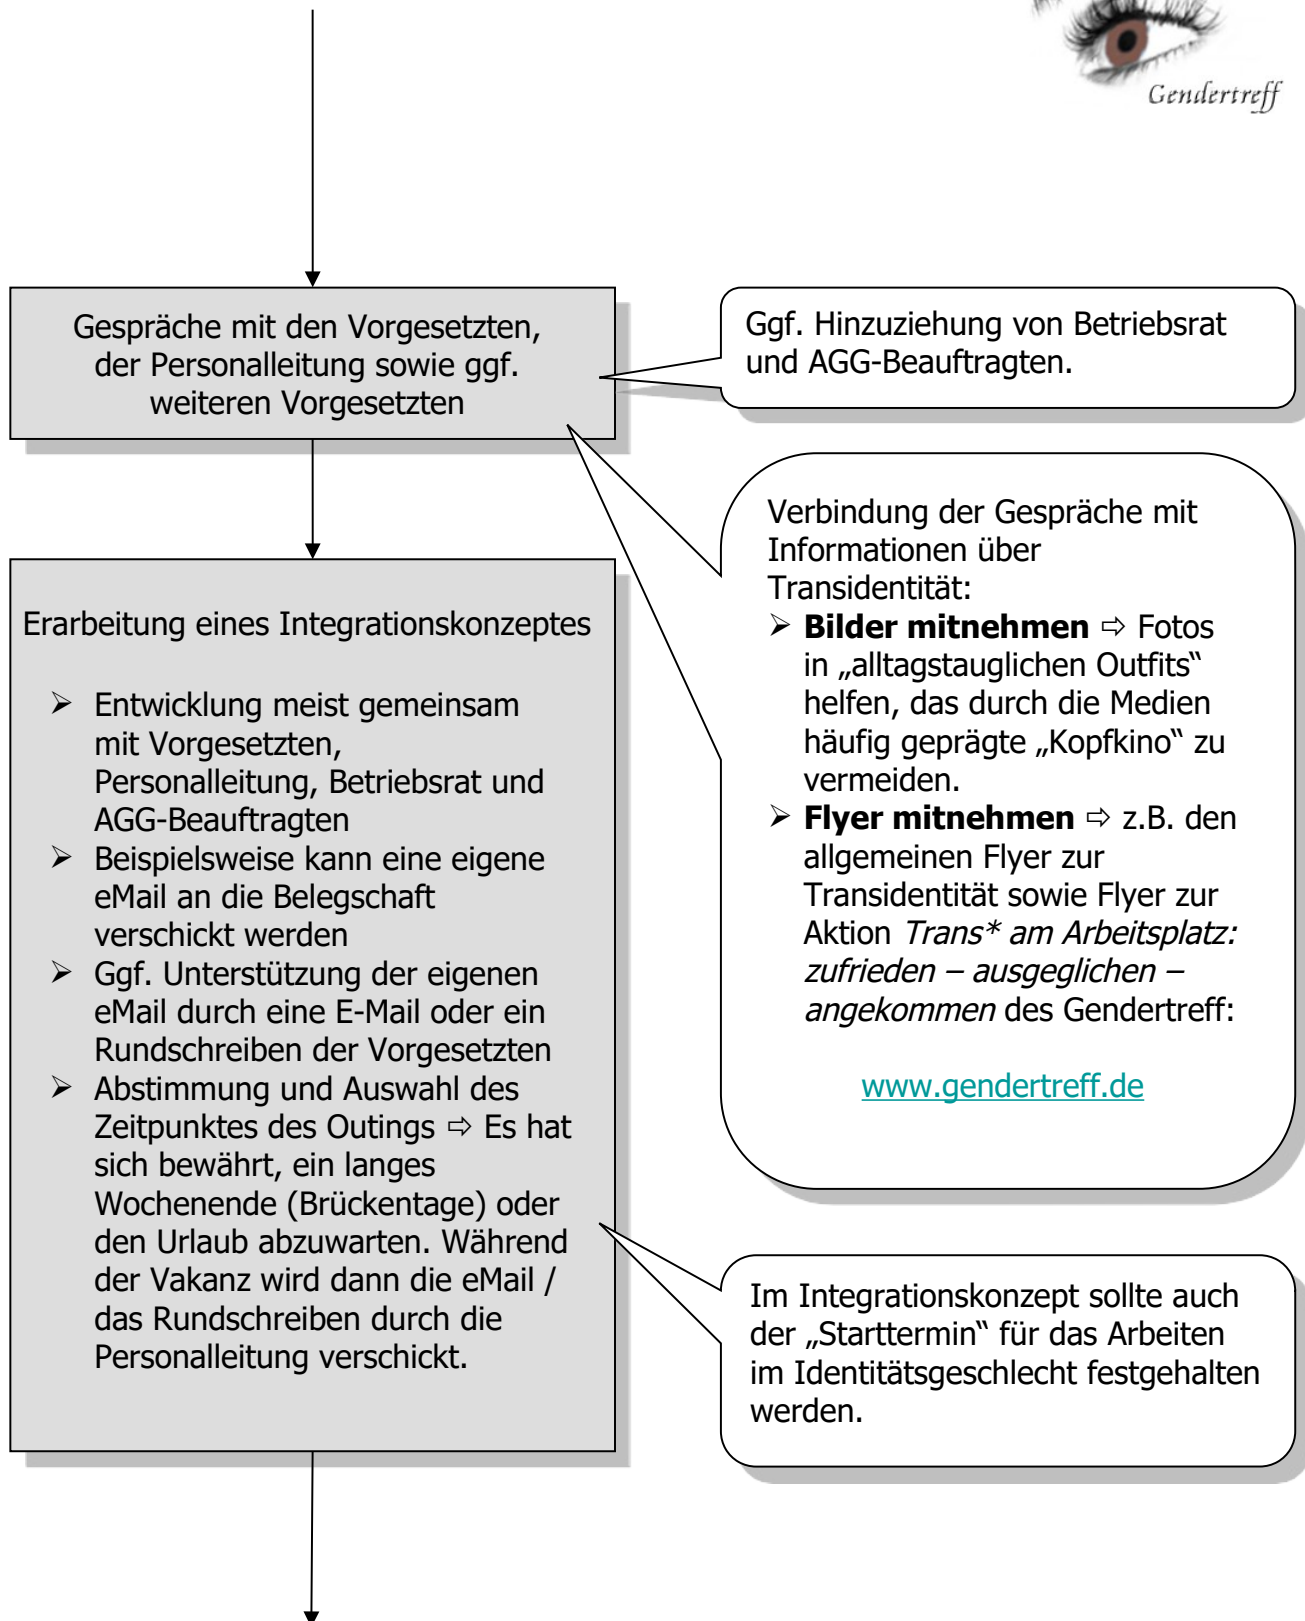 Gendertreff
Gespräche mit den Vorgesetzten,
der Personalleitung sowie ggf.
weiteren Vorgesetzten
Ggf. Hinzuziehung von Betriebsrat
und AGG-Beauftragten.
Verbindung der Gespräche mit
Informationen über
Transidentität:
➢ Bilder mitnehmen ⇨ Fotos
in „alltagstauglichen Outfits“
helfen, das durch die Medien
häufig geprägte „Kopfkino“ zu
vermeiden.
➢ Flyer mitnehmen ⇨ z.B. den
allgemeinen Flyer zur
Transidentität sowie Flyer zur
Aktion Trans* am Arbeitsplatz:
zufrieden – ausgeglichen –
angekommen des Gendertreff:
www.gendertreff.de
Erarbeitung eines Integrationskonzeptes
➢ Entwicklung meist gemeinsam
mit Vorgesetzten,
Personalleitung, Betriebsrat und
AGG-Beauftragten
➢ Beispielsweise kann eine eigene
eMail an die Belegschaft
verschickt werden
➢ Ggf. Unterstützung der eigenen
eMail durch eine E-Mail oder ein
Rundschreiben der Vorgesetzten
➢ Abstimmung und Auswahl des
Zeitpunktes des Outings ⇨ Es hat
sich bewährt, ein langes
Wochenende (Brückentage) oder
den Urlaub abzuwarten. Während
der Vakanz wird dann die eMail /
das Rundschreiben durch die
Personalleitung verschickt.
Im Integrationskonzept sollte auch
der „Starttermin“ für das Arbeiten
im Identitätsgeschlecht festgehalten
werden.